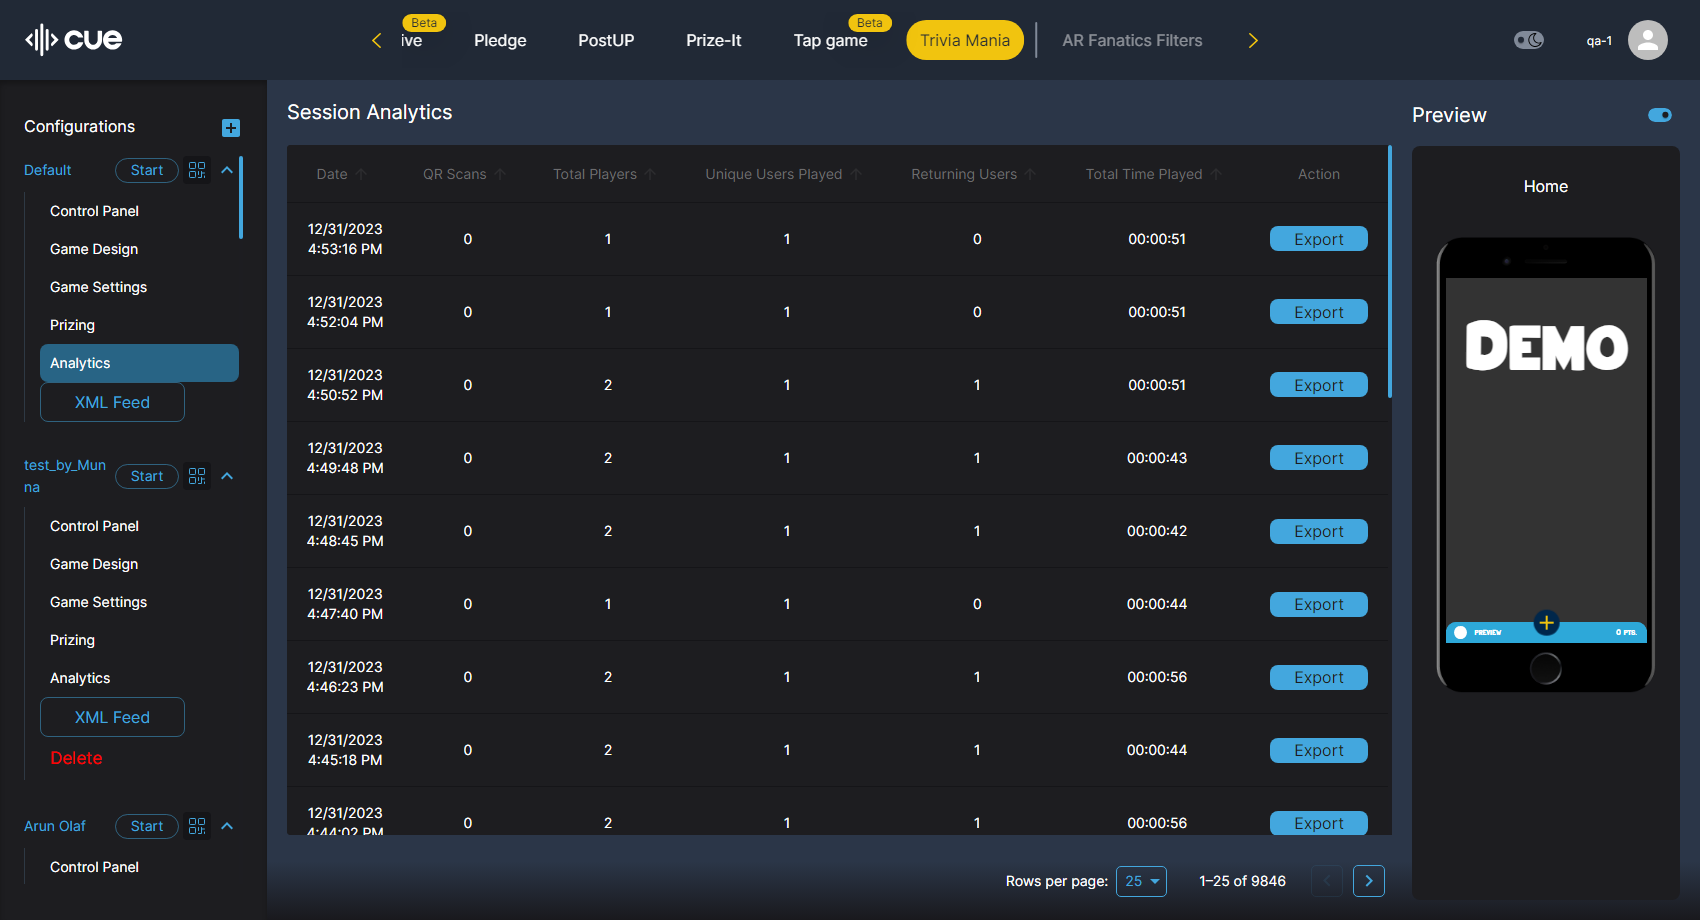 cue
Beta
ive
Pledge
PostUP
Prize-It
Beta
Tap game
Trivia Mania
AR Fanatics Filters
qa-1
Configurations
Default
Start
Control Panel
Game Design
Game Settings
Prizing
Analytics
XML Feed
test_by_Mun
na
Start
Control Panel
Game Design
Game Settings
Prizing
Analytics
XML Feed
Delete
Arun Olaf
Start
Control Panel
Session Analytics
Date QR Scans Total Players Unique Users Played Returning Users Total Time Played Action
12/31/2023
4:53:16 PM 0 1 1 0 00:00:51 Export
12/31/2023
4:52:04 PM 0 1 1 0 00:00:51 Export
12/31/2023
4:50:52 PM 0 2 1 1 00:00:51 Export
12/31/2023
4:49:48 PM 0 2 1 1 00:00:43 Export
12/31/2023
4:48:45 PM 0 2 1 1 00:00:42 Export
12/31/2023
4:47:40 PM 0 1 1 0 00:00:44 Export
12/31/2023
4:46:23 PM 0 2 1 1 00:00:56 Export
12/31/2023
4:45:18 PM 0 2 1 1 00:00:44 Export
12/31/2023
4:44:02 PM 0 2 1 1 00:00:56 Export
Rows per page: 25 1–25 of 9846
Preview
Home
DEMO
PREVIEW
0 PTS.